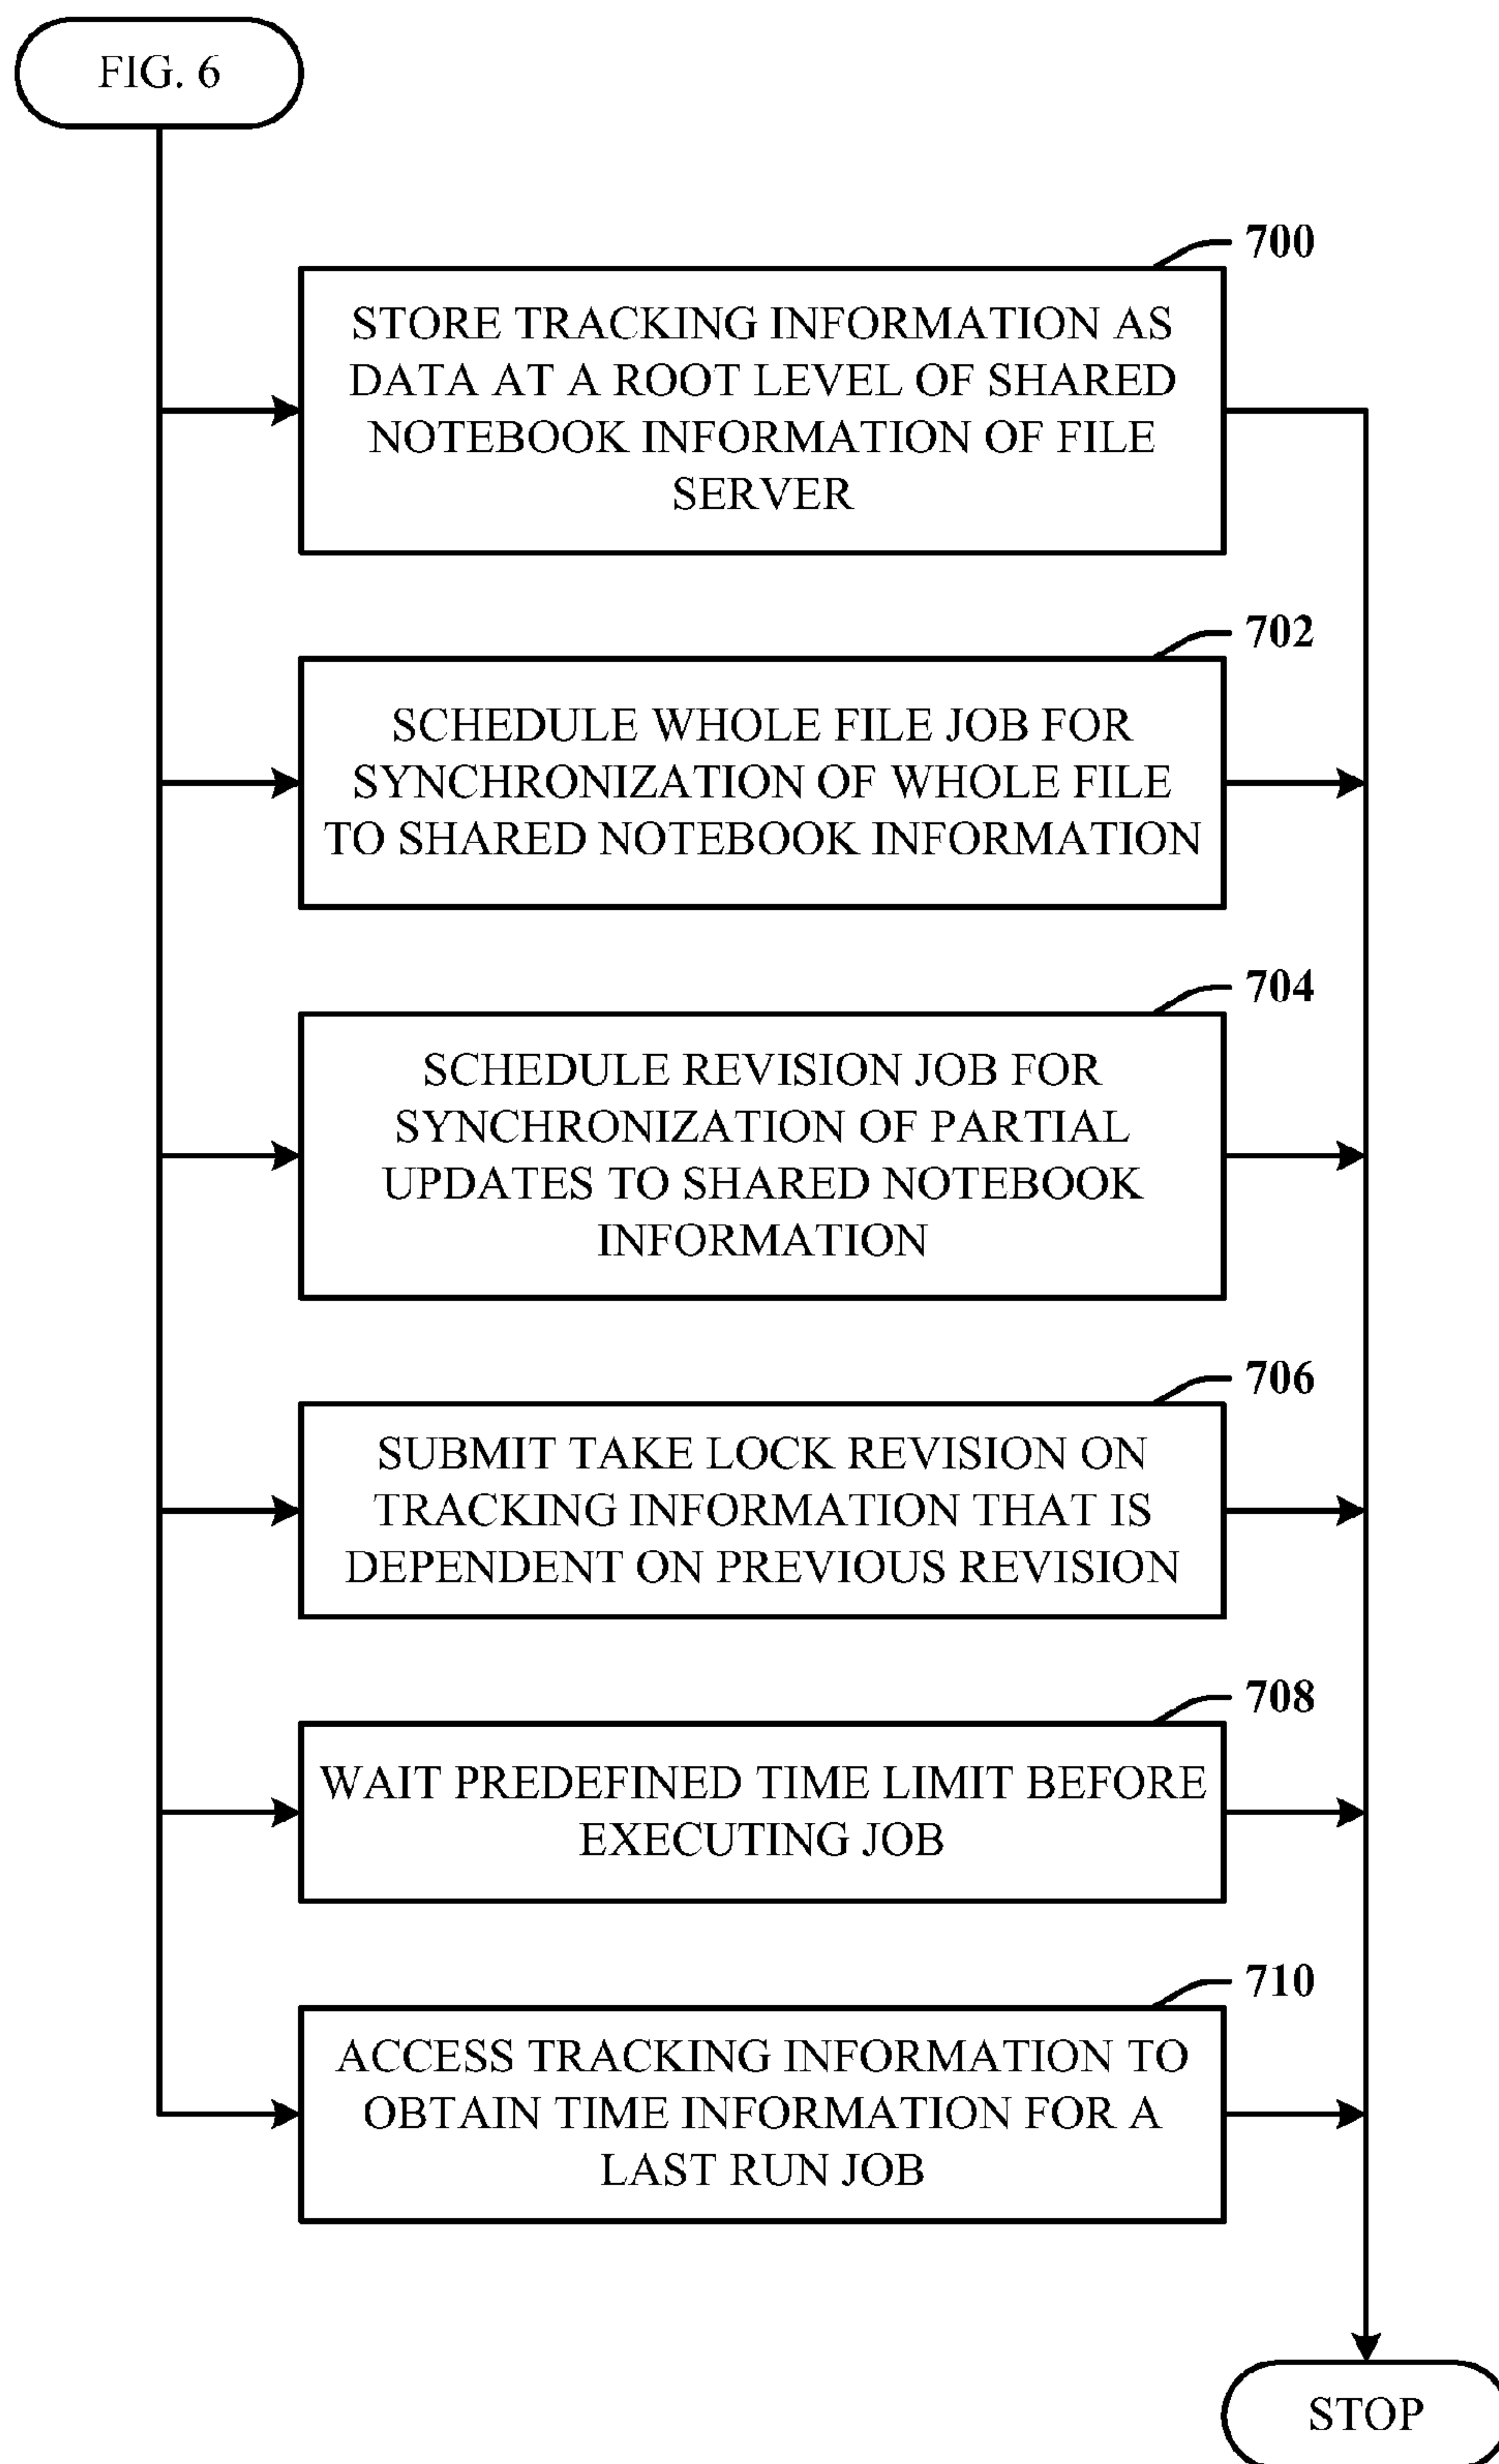 FIG. 6
700
STORE TRACKING INFORMATION AS
DATA AT A ROOT LEVEL OF SHARED
NOTEBOOK INFORMATION OF FILE
SERVER
702
SCHEDULE WHOLE FILE JOB FOR
SYNCHRONIZATION OF WHOLE FILE
TO SHARED NOTEBOOK INFORMATION
704
SCHEDULE REVISION JOB FOR
SYNCHRONIZATION OF PARTIAL
UPDATES TO SHARED NOTEBOOK
INFORMATION
706
SUBMIT TAKE LOCK REVISION ON
TRACKING INFORMATION THAT IS
DEPENDENT ON PREVIOUS REVISION
708
WAIT PREDEFINED TIME LIMIT BEFORE
EXECUTING JOB
710
ACCESS TRACKING INFORMATION TO
OBTAIN TIME INFORMATION FOR A
LAST RUN JOB
STOP